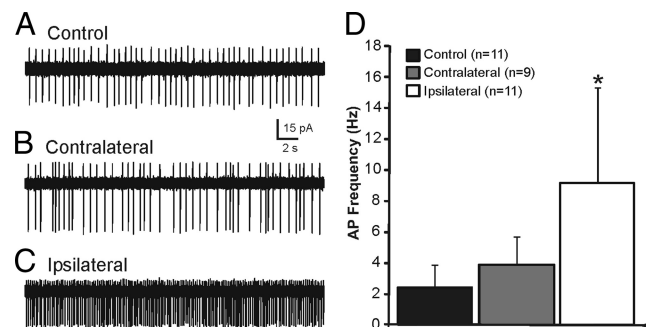 A Control
B Contralateral
15 pA
2 s
C Ipsilateral
D
Control (n=11)
Contralateral (n=9)
Ipsilateral (n=11)
*
AP Frequency (Hz)
18
16
14
12
10
8
6
4
2
0